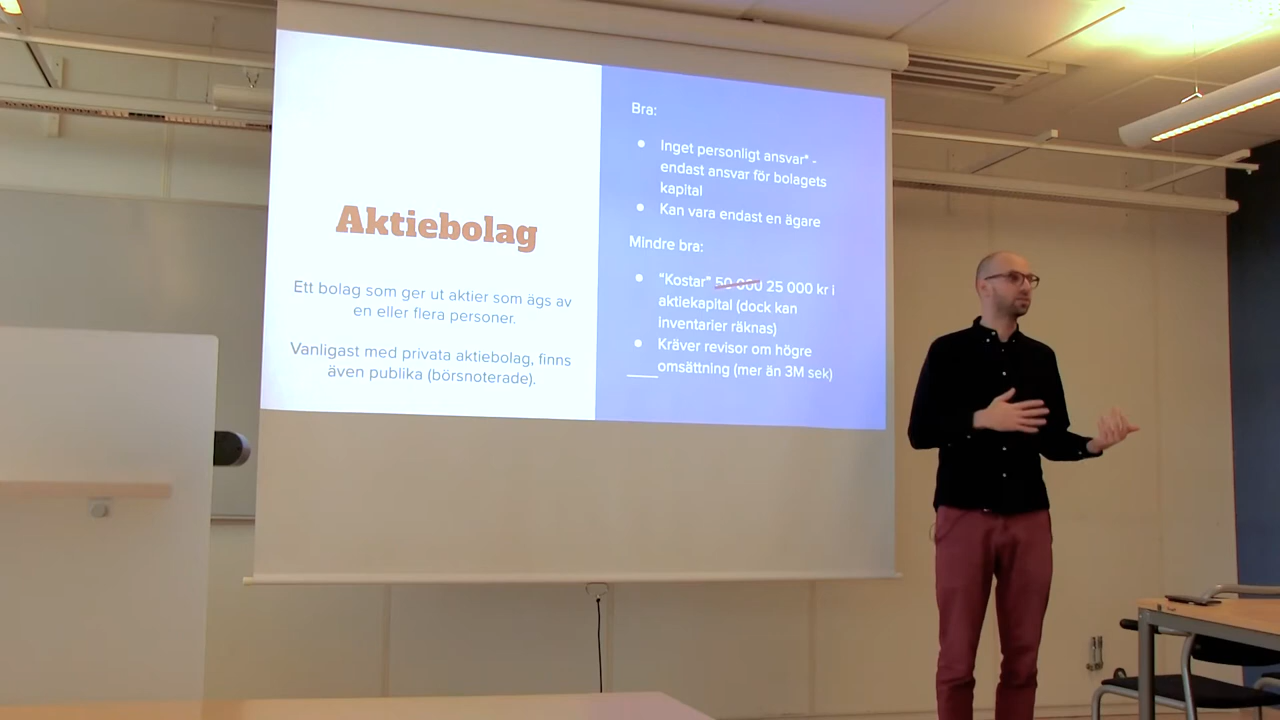 Aktiebolag
Ett bolag som ger ut aktier som ägs av
en eller flera personer.
Vanligast med privata aktiebolag, finns
även publika (börsnoterade).
Bra:
Inget personligt ansvar* -
endast ansvar för bolagets
kapital
Kan vara endast en ägare
Mindre bra:
"Kostar" 50 000 25 000 kr i
aktiekapital (dock kan
inventarier räknas)
Kräver revisor om högre
omsättning (mer än 3M sek)